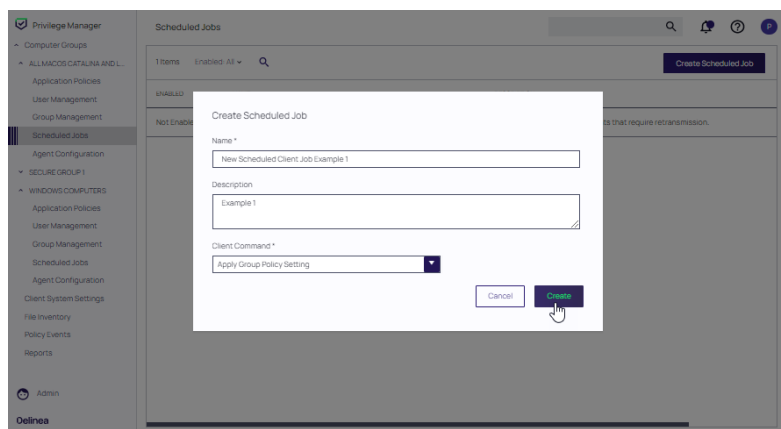 Privilege Manager
Scheduled Jobs
P
Computer Groups
ALL MACOS CATALINA AND L...
Application Policies
User Management
Group Management
Scheduled Jobs
Agent Configuration
SECURE GROUP 1
WINDOWS COMPUTERS
Application Policies
User Management
Group Management
Scheduled Jobs
Agent Configuration
Client System Settings
File Inventory
Policy Events
Reports
Admin
Delinea
1 Items Enabled: All
Create Scheduled Job
ENABLED
Not Enable
ts that require retransmission.
Create Scheduled Job
Name *
New Scheduled Client Job Example 1
Description
Example 1
Client Command *
Apply Group Policy Setting
Cancel Create